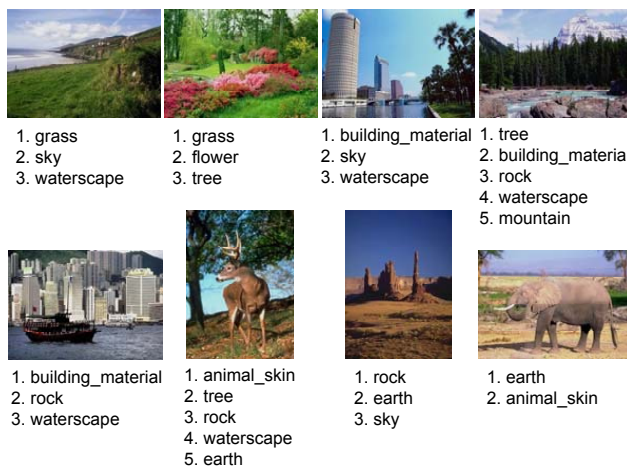 1. grass
2. sky
3. waterscape
1. grass
2. flower
3. tree
1. building_material
2. sky
3. waterscape
1. tree
2. building_materia
3. rock
4. waterscape
5. mountain
1. building_material
2. rock
3. waterscape
1. animal_skin
2. tree
3. rock
4. waterscape
5. earth
1. rock
2. earth
3. sky
1. earth
2. animal_skin